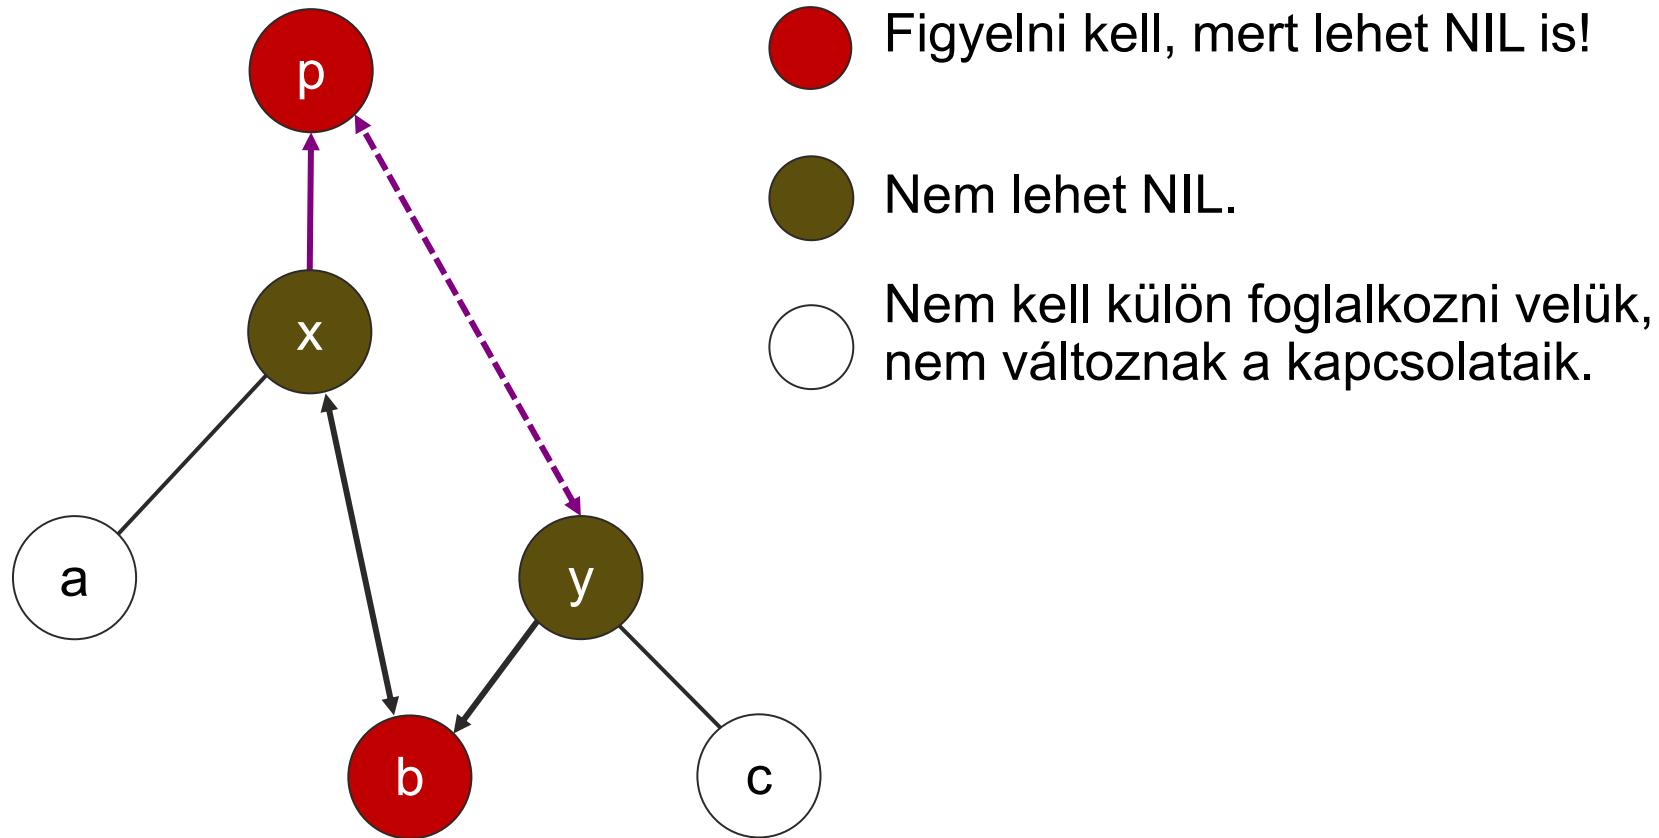 p
Figyelni kell, mert lehet NIL is!
Nem lehet NIL.
x
Nem kell külön foglalkozni velük,
nem változnak a kapcsolataik.
a
y
b
c